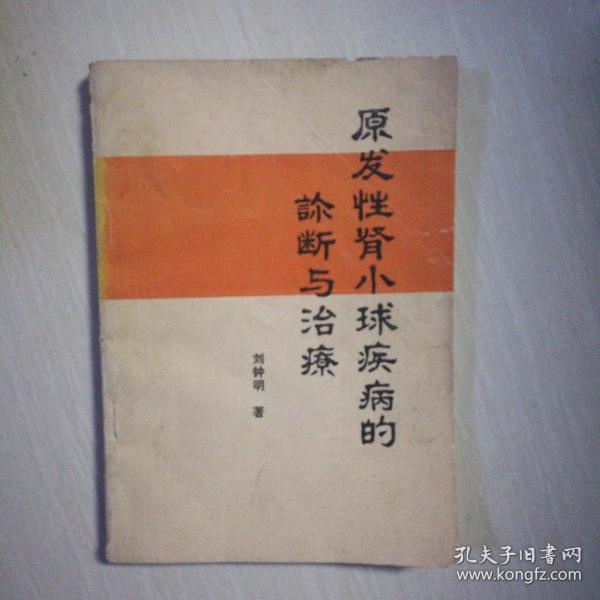 原发性肾小球疾病的
診断与治療
刘钟明 著
孔夫子旧書网
www.kongfz.com